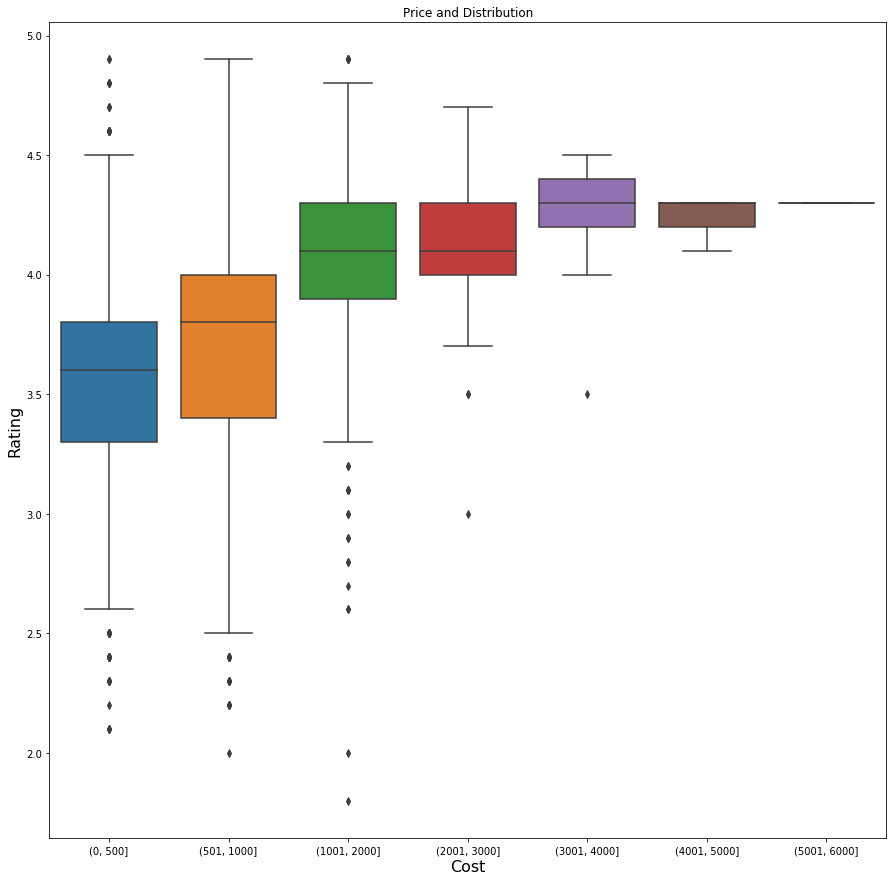 Price and Distribution
5.0
4.5
4.0
3.5
3.0
2.5
2.0
Rating
(0, 500] (501, 1000] (1001, 2000] (2001, 3000] (3001, 4000] (4001, 5000] (5001, 6000]
Cost